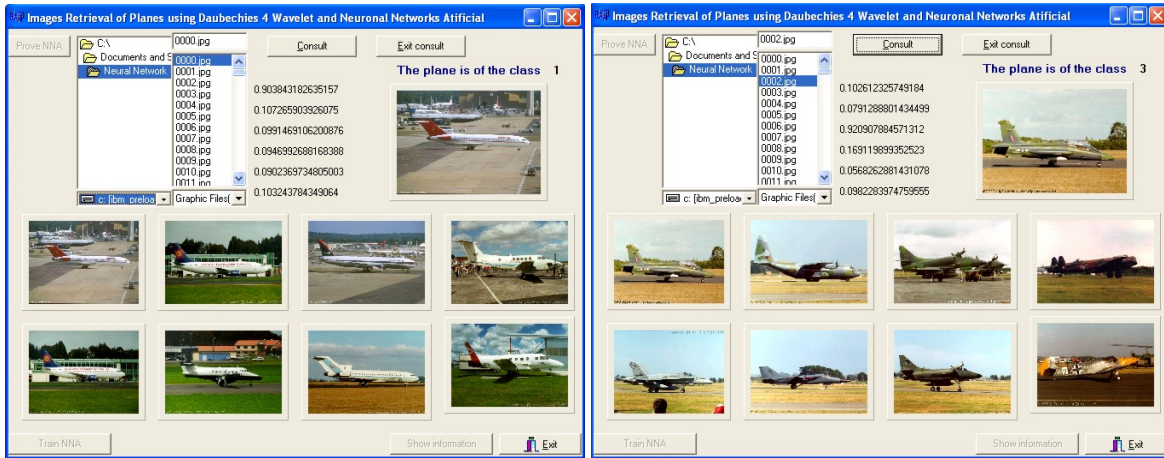 Images Retrieval of Planes using Daubechies 4 Wavelet and Neuronal Networks Atificial
Prove NNA
C:\
Documents and S
Neural Network
0000.jpg
0000.jpg
0001.jpg
0002.jpg
0003.jpg
0004.jpg
0005.jpg
0006.jpg
0007.jpg
0008.jpg
0009.jpg
0010.jpg
0011.jpg
c: [ibm_preloa
Graphic Files(
Consult
Exit consult
The plane is of the class 1
0.903843182635157
0.107265903926075
0.0991469106200876
0.0946992688168388
0.0902369734805003
0.103243784349064
Train NNA
Show information
Exit
Images Retrieval of Planes using Daubechies 4 Wavelet and Neuronal Networks Atificial
Prove NNA
C:\
Documents and S
Neural Network
0002.jpg
0000.jpg
0001.jpg
0002.jpg
0003.jpg
0004.jpg
0005.jpg
0006.jpg
0007.jpg
0008.jpg
0009.jpg
0010.jpg
0011.jpg
c: [ibm_preloa
Graphic Files(
Consult
Exit consult
The plane is of the class 3
0.102612325749184
0.0791288801434499
0.920907884571312
0.169119899352523
0.0568262881431078
0.0982283974759555
Train NNA
Show information
Exit